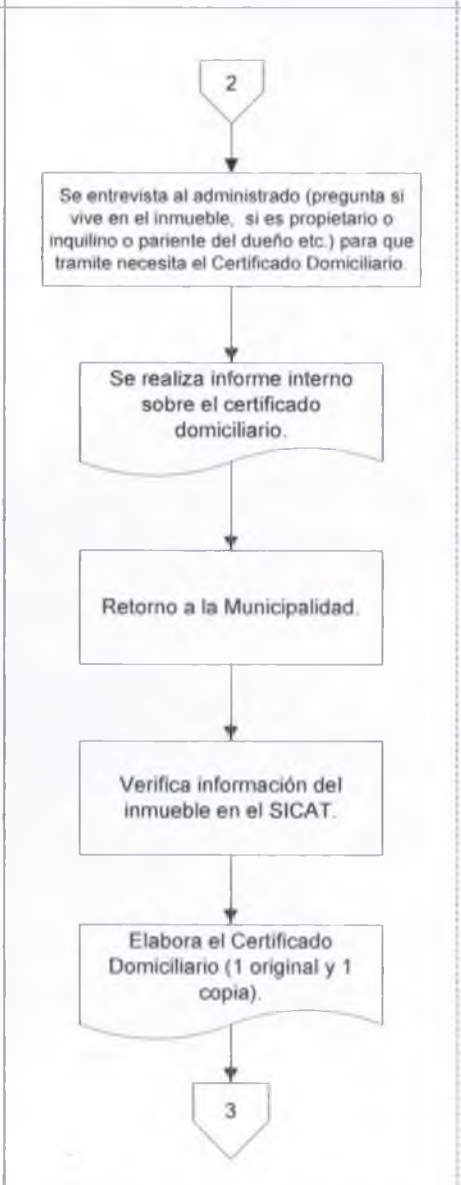 2
Se entrevista al administrado (pregunta si
vive en el inmueble, si es propietario o
inquilino o pariente del dueño etc.) para que
tramite necesita el Certificado Domiciliario.
Se realiza informe interno
sobre el certificado
domiciliario.
Retorno a la Municipalidad.
Verifica información del
inmueble en el SICAT.
Elabora el Certificado
Domiciliario (1 original y 1
copia).
3